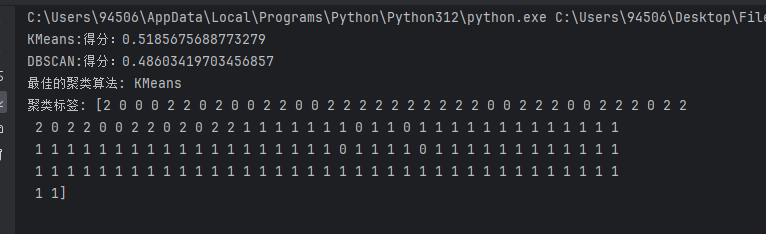 C:\Users\94506\AppData\Local\Programs\Python\Python312\python.exe C:\Users\94506\Desktop\File
KMeans:得分：0.5185675688773279
DBSCAN:得分：0.48603419703456857
最佳的聚类算法: KMeans
聚类标签: [2 0 0 0 2 2 0 2 0 0 2 2 0 0 2 2 2 2 2 2 2 2 2 2 0 0 2 2 2 0 0 2 2 2 0 2 2
2 0 2 2 0 0 2 2 0 2 0 2 2 1 1 1 1 1 1 1 0 1 1 0 1 1 1 1 1 1 1 1 1 1 1 1 1
1 1 1 1 1 1 1 1 1 1 1 1 1 1 1 1 1 1 1 0 1 1 1 1 0 1 1 1 1 1 1 1 1 1 1 1 1
1 1 1 1 1 1 1 1 1 1 1 1 1 1 1 1 1 1 1 1 1 1 1 1 1 1 1 1 1 1 1 1 1 1 1 1 1
1 1]